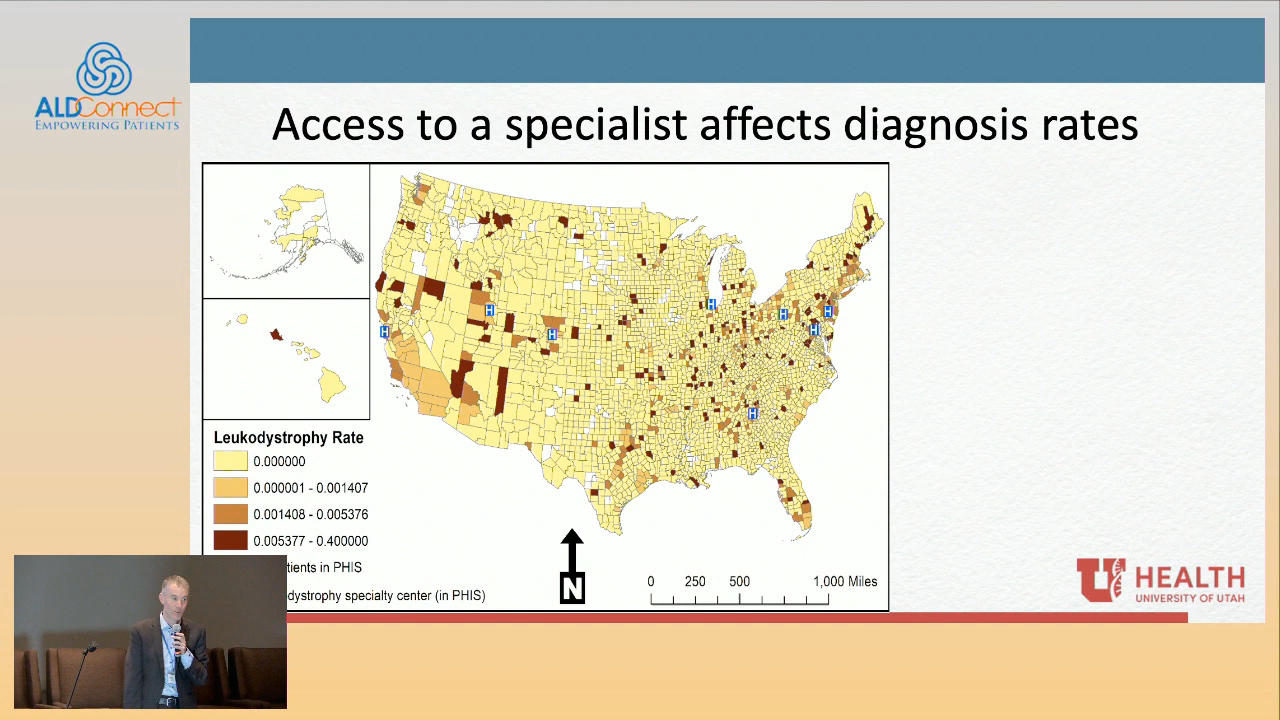 ALDConnect
EMPOWERING PATIENTS
Access to a specialist affects diagnosis rates
H
H
H
H
H
H
H
H
Leukodystrophy Rate
0.000000
0.000001 - 0.001407
0.001408 - 0.005376
0.005377 - 0.400000
tients in PHIS
dystrophy specialty center (in PHIS)
N
0 250 500 1,000 Miles
U HEALTH
UNIVERSITY OF UTAH